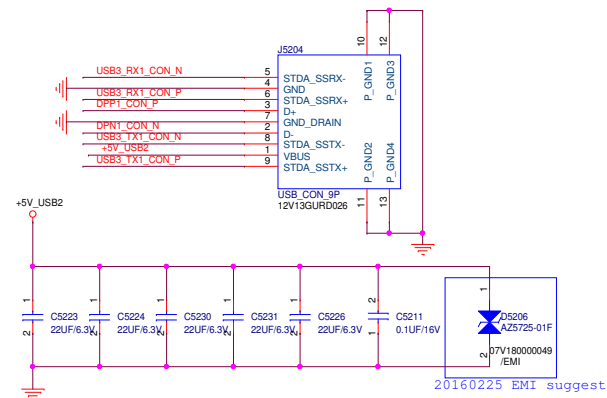 J5204
10
12
P_GND1
P_GND3
USB3_RX1_CON_N 5 STDA_SSRX-
4 GND
USB3_RX1_CON_P 6 STDA_SSRX+
DPP1_CON_P 3 D+
7 GND_DRAIN
DPN1_CON_N 2 D-
USB3_TX1_CON_N 8 STDA_SSTX-
+5V_USB2 1 VBUS
USB3_TX1_CON_P 9 STDA_SSTX+
P_GND2
P_GND4
11
13
USB_CON_9P
12V13GURD026
+5V_USB2
1 1 1 1 1 2 1
C5223 C5224 C5230 C5231 C5226 C5211 D5206
22UF/6.3V 22UF/6.3V 22UF/6.3V 22UF/6.3V 22UF/6.3V 0.1UF/16V AZ5725-01F
2 2 2 2 2 1 2
07V180000049
/EMI
20160225 EMI suggest